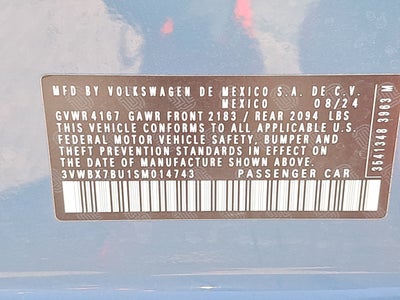 MFD BY VOLKSWAGEN DE MEXICO S.A. DE C.V.
MEXICO 08/24
GVWR 4167 GAWR FRONT 2183 / REAR 2094 LBS
THIS VEHICLE CONFORMS TO ALL APPLICABLE
FEDERAL MOTOR VEHICLE SAFETY, BUMPER AND
THEFT PREVENTION STANDARDS IN EFFECT ON
THE DATE OF MANUFACTURE SHOWN ABOVE.
3VWBX7BU1SM014743 PASSENGER CAR
3541348 3963 M